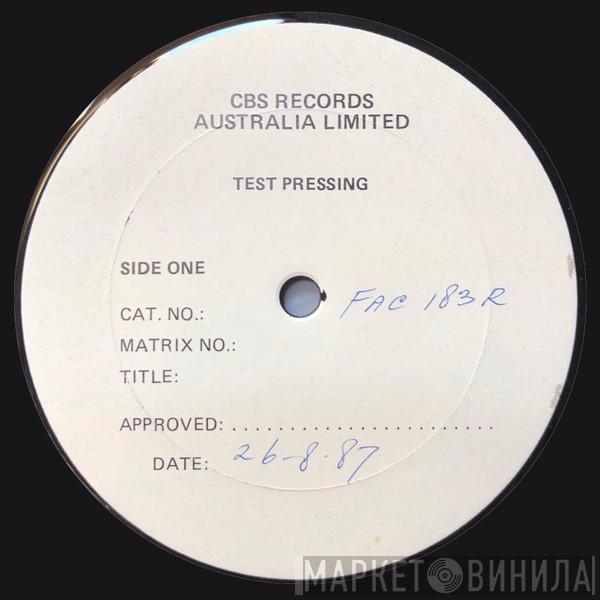 CBS RECORDS
AUSTRALIA LIMITED
TEST PRESSING
SIDE ONE
CAT. NO.: FAC 183R
MATRIX NO.:
TITLE:
APPROVED: .......................
DATE: 26-8-87
МАРКЕТ ВИНИЛА